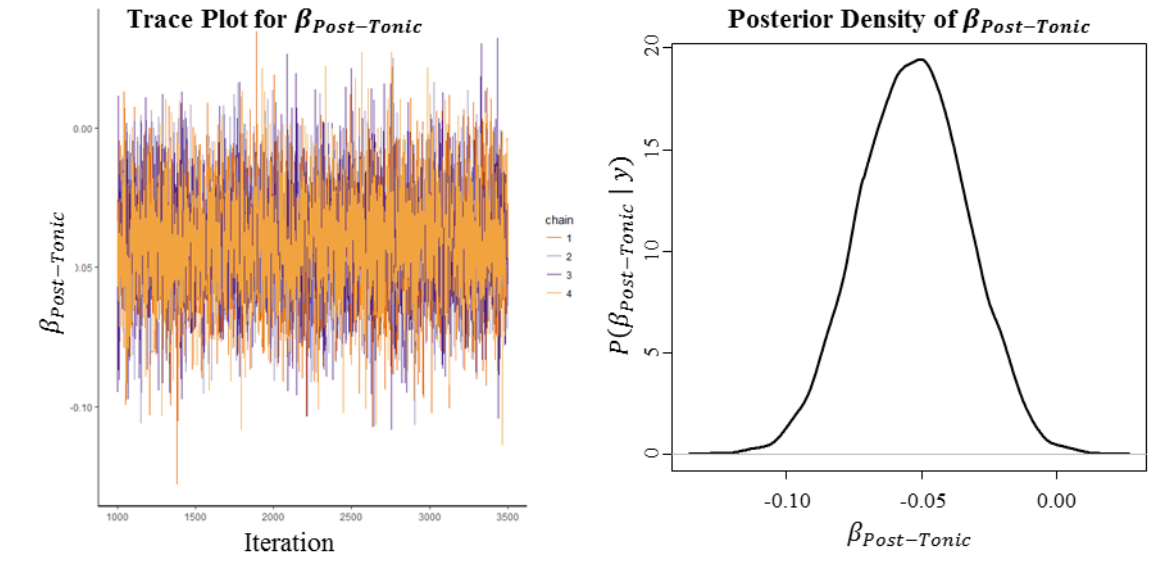 Trace Plot for β_Post−Tonic
0.00
0.05
-0.10
β_Post−Tonic
1000 1500 2000 2500 3000 3500
Iteration
chain
1
2
3
4
Posterior Density of β_Post−Tonic
20
15
10
5
0
P(β_Post−Tonic | y)
-0.10 -0.05 0.00
β_Post−Tonic